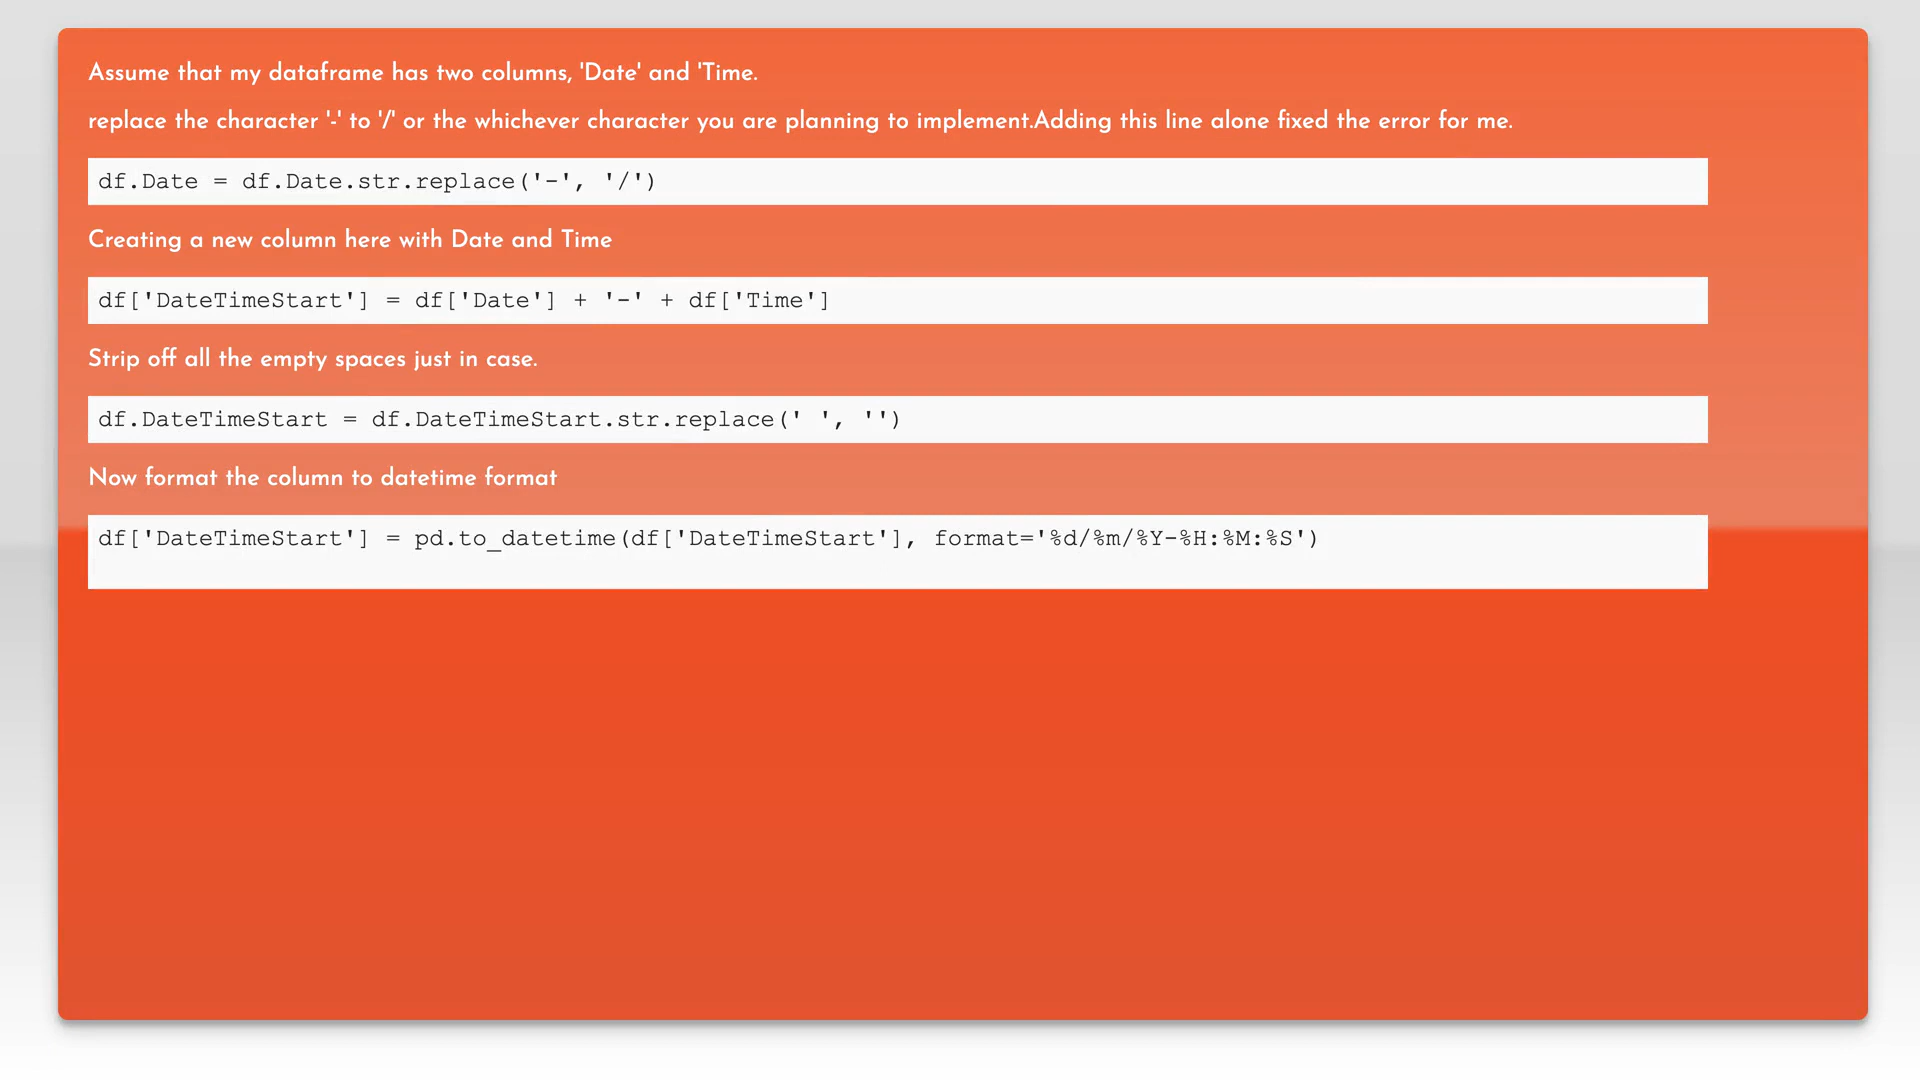 Assume that my dataframe has two columns, 'Date' and 'Time.
replace the character '-' to '/' or the whichever character you are planning to implement.Adding this line alone fixed the error for me.
df.Date = df.Date.str.replace('-', '/')
Creating a new column here with Date and Time
df['DateTimeStart'] = df['Date'] + '-' + df['Time']
Strip off all the empty spaces just in case.
df.DateTimeStart = df.DateTimeStart.str.replace(' ', '')
Now format the column to datetime format
df['DateTimeStart'] = pd.to_datetime(df['DateTimeStart'], format='%d/%m/%Y-%H:%M:%S')